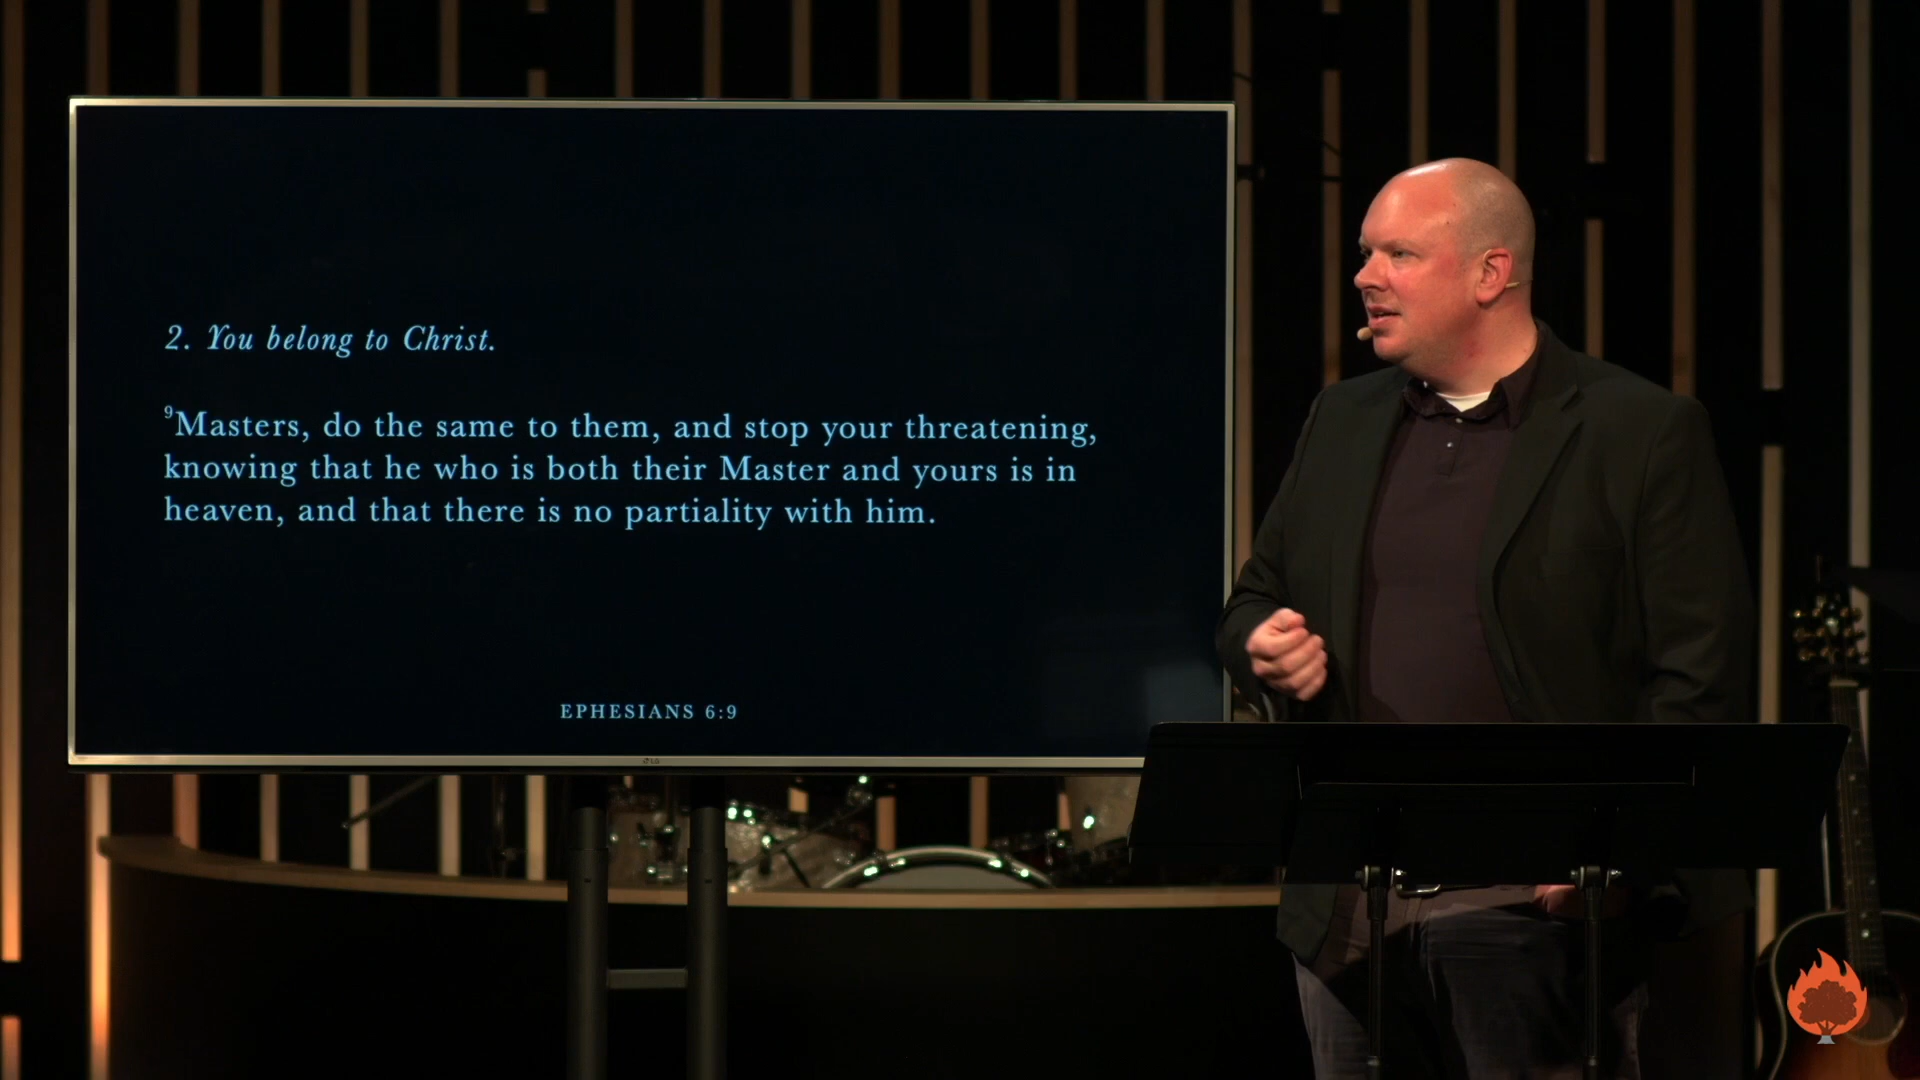 2. You belong to Christ.
9Masters, do the same to them, and stop your threatening,
knowing that he who is both their Master and yours is in
heaven, and that there is no partiality with him.
EPHESIANS 6:9
LG